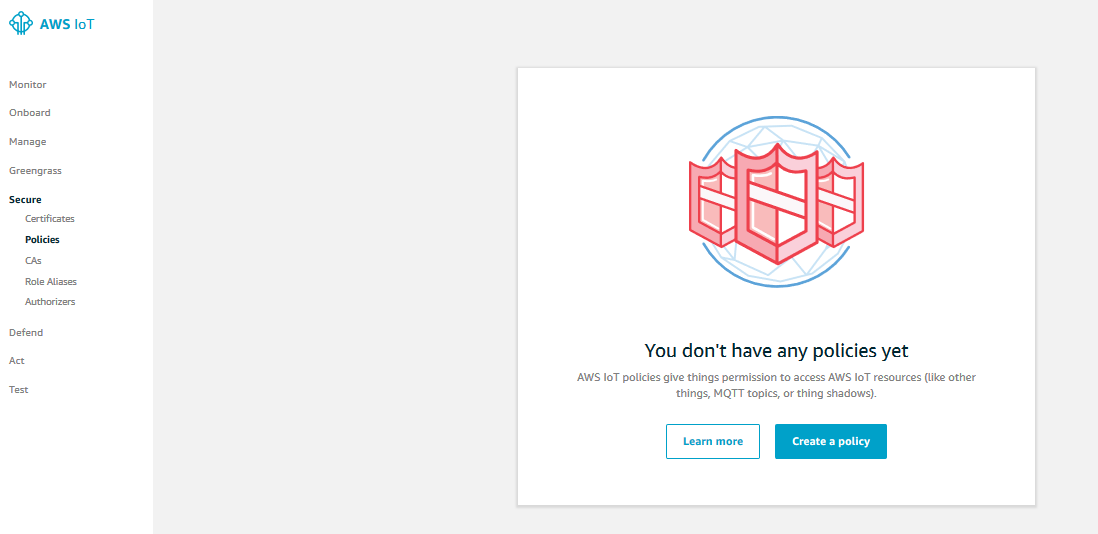 AWS IoT
Monitor
Onboard
Manage
Greengrass
Secure
Certificates
Policies
CAs
Role Aliases
Authorizers
Defend
Act
Test
You don't have any policies yet
AWS IoT policies give things permission to access AWS IoT resources (like other
things, MQTT topics, or thing shadows).
Learn more
Create a policy